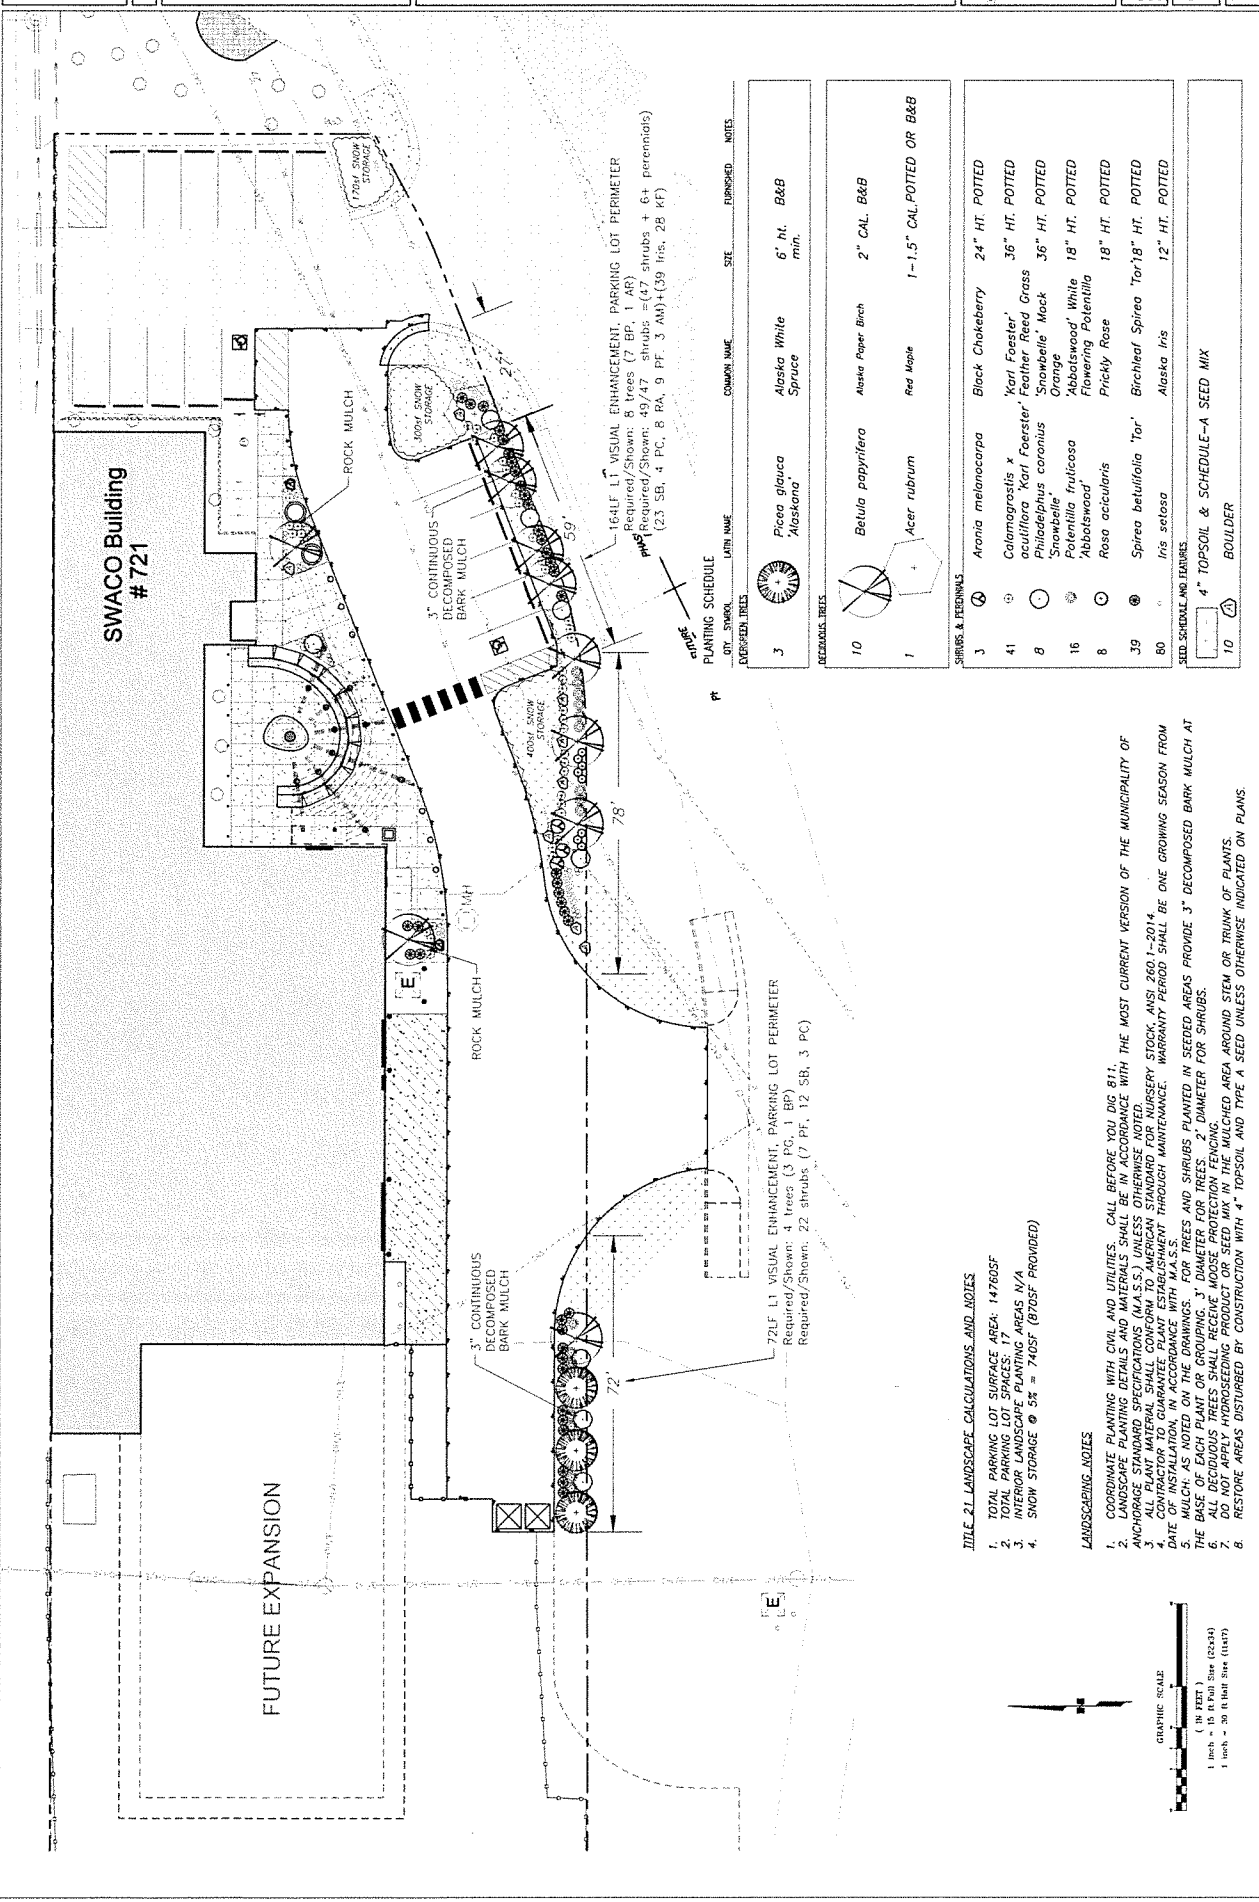 SWACO Building
# 721
FUTURE EXPANSION
170sf SNOW
STORAGE
300sf SNOW
STORAGE
400sf SNOW
STORAGE
ROCK MULCH
ROCK MULCH
3" CONTINUOUS
DECOMPOSED
BARK MULCH
3" CONTINUOUS
DECOMPOSED
BARK MULCH
MH
E
E
27'
59'
78'
72'
164LF L1 VISUAL ENHANCEMENT, PARKING LOT PERIMETER
Required/Shown: 8 trees (7 BP, 1 AR)
Required/Shown: 49/47 shrubs =(47 shrubs + 6+ perennials)
(23 SB, 4 PC, 8 RA, 9 PF, 3 AM)+(39 Iris, 28 KF)
72LF L1 VISUAL ENHANCEMENT, PARKING LOT PERIMETER
Required/Shown: 4 trees (3 PG, 1 BP)
Required/Shown: 22 shrubs (7 PF, 12 SB, 3 PC)
PLANTING SCHEDULE
QTY SYMBOL LATIN NAME COMMON NAME SIZE FURNISHED NOTES
EVERGREEN TREES
3 Picea glauca Alaska White 6' ht. B&B
'Alaskana' Spruce min.
DECIDUOUS TREES
10 Betula papyrifera Alaska Paper Birch 2" CAL. B&B
1 Acer rubrum Red Maple 1-1.5" CAL.POTTED OR B&B
SHRUBS & PERENNIALS
3 Aronia melanocarpa Black Chokeberry 24" HT. POTTED
41 Calamagrostis x 'Karl Foester' 36" HT. POTTED
acutiflora 'Karl Foerster' Feather Reed Grass
8 Philadelphus coronius 'Snowbelle' Mock 36" HT. POTTED
'Snowbelle' Orange
16 Potentilla fruticosa 'Abbotswood' White 18" HT. POTTED
'Abbotswood' Flowering Potentilla
8 Rosa acicularis Prickly Rose 18" HT. POTTED
39 Spirea betulifolia 'Tor' Birchleaf Spirea 'Tor' 18" HT. POTTED
80 Iris setosa Alaska Iris 12" HT. POTTED
SEED SCHEDULE AND FEATURES
4" TOPSOIL & SCHEDULE-A SEED MIX
10 BOULDER
TITLE 21 LANDSCAPE CALCULATIONS AND NOTES
1. TOTAL PARKING LOT SURFACE AREA: 14760SF
2. TOTAL PARKING LOT SPACES: 17
3. INTERIOR LANDSCAPE PLANTING AREAS N/A
4. SNOW STORAGE @ 5% = 740SF (870SF PROVIDED)
LANDSCAPING NOTES
1. COORDINATE PLANTING WITH CIVIL AND UTILITIES. CALL BEFORE YOU DIG 811.
2. LANDSCAPE PLANTING DETAILS AND MATERIALS SHALL BE IN ACCORDANCE WITH THE MOST CURRENT VERSION OF THE MUNICIPALITY OF
ANCHORAGE STANDARD SPECIFICATIONS (M.A.S.S.) UNLESS OTHERWISE NOTED.
3. ALL PLANT MATERIAL SHALL CONFORM TO AMERICAN STANDARD FOR NURSERY STOCK, ANSI 260.1-2014.
4. CONTRACTOR TO GUARANTEE PLANT ESTABLISHMENT THROUGH MAINTENANCE. WARRANTY PERIOD SHALL BE ONE GROWING SEASON FROM
DATE OF INSTALLATION, IN ACCORDANCE WITH M.A.S.S.
5. MULCH: AS NOTED ON THE DRAWINGS. FOR TREES AND SHRUBS PLANTED IN SEEDED AREAS PROVIDE 3" DECOMPOSED BARK MULCH AT
THE BASE OF EACH PLANT OR GROUPING. 3' DIAMETER FOR TREES. 2' DIAMETER FOR SHRUBS.
6. ALL DECIDUOUS TREES SHALL RECEIVE MOOSE PROTECTION FENCING.
7. DO NOT APPLY HYDROSEEDING PRODUCT OR SEED MIX IN THE MULCHED AREA AROUND STEM OR TRUNK OF PLANTS.
8. RESTORE AREAS DISTURBED BY CONSTRUCTION WITH 4" TOPSOIL AND TYPE A SEED UNLESS OTHERWISE INDICATED ON PLANS.
GRAPHIC SCALE
( IN FEET )
1 inch = 15 ft Full Size (22x34)
1 inch = 30 ft Half Size (11x17)